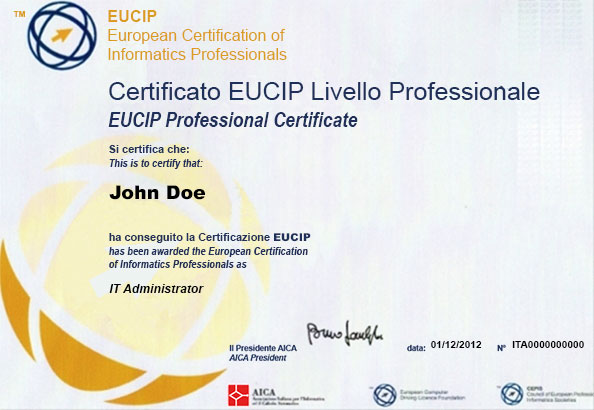 TM
EUCIP
European Certification of
Informatics Professionals
Certificato EUCIP Livello Professionale
EUCIP Professional Certificate
Si certifica che:
This is to certify that:
John Doe
ha conseguito la Certificazione EUCIP
has been awarded the European Certification
of Informatics Professionals as
IT Administrator
Il Presidente AICA
AICA President
data: 01/12/2012 N° ITA0000000000
AICA
Associazione Italiana per l'Informatica
ed il Calcolo Automatico
European Computer
Driving Licence Foundation
CEPIS
Council of European Professional
Informatics Societies